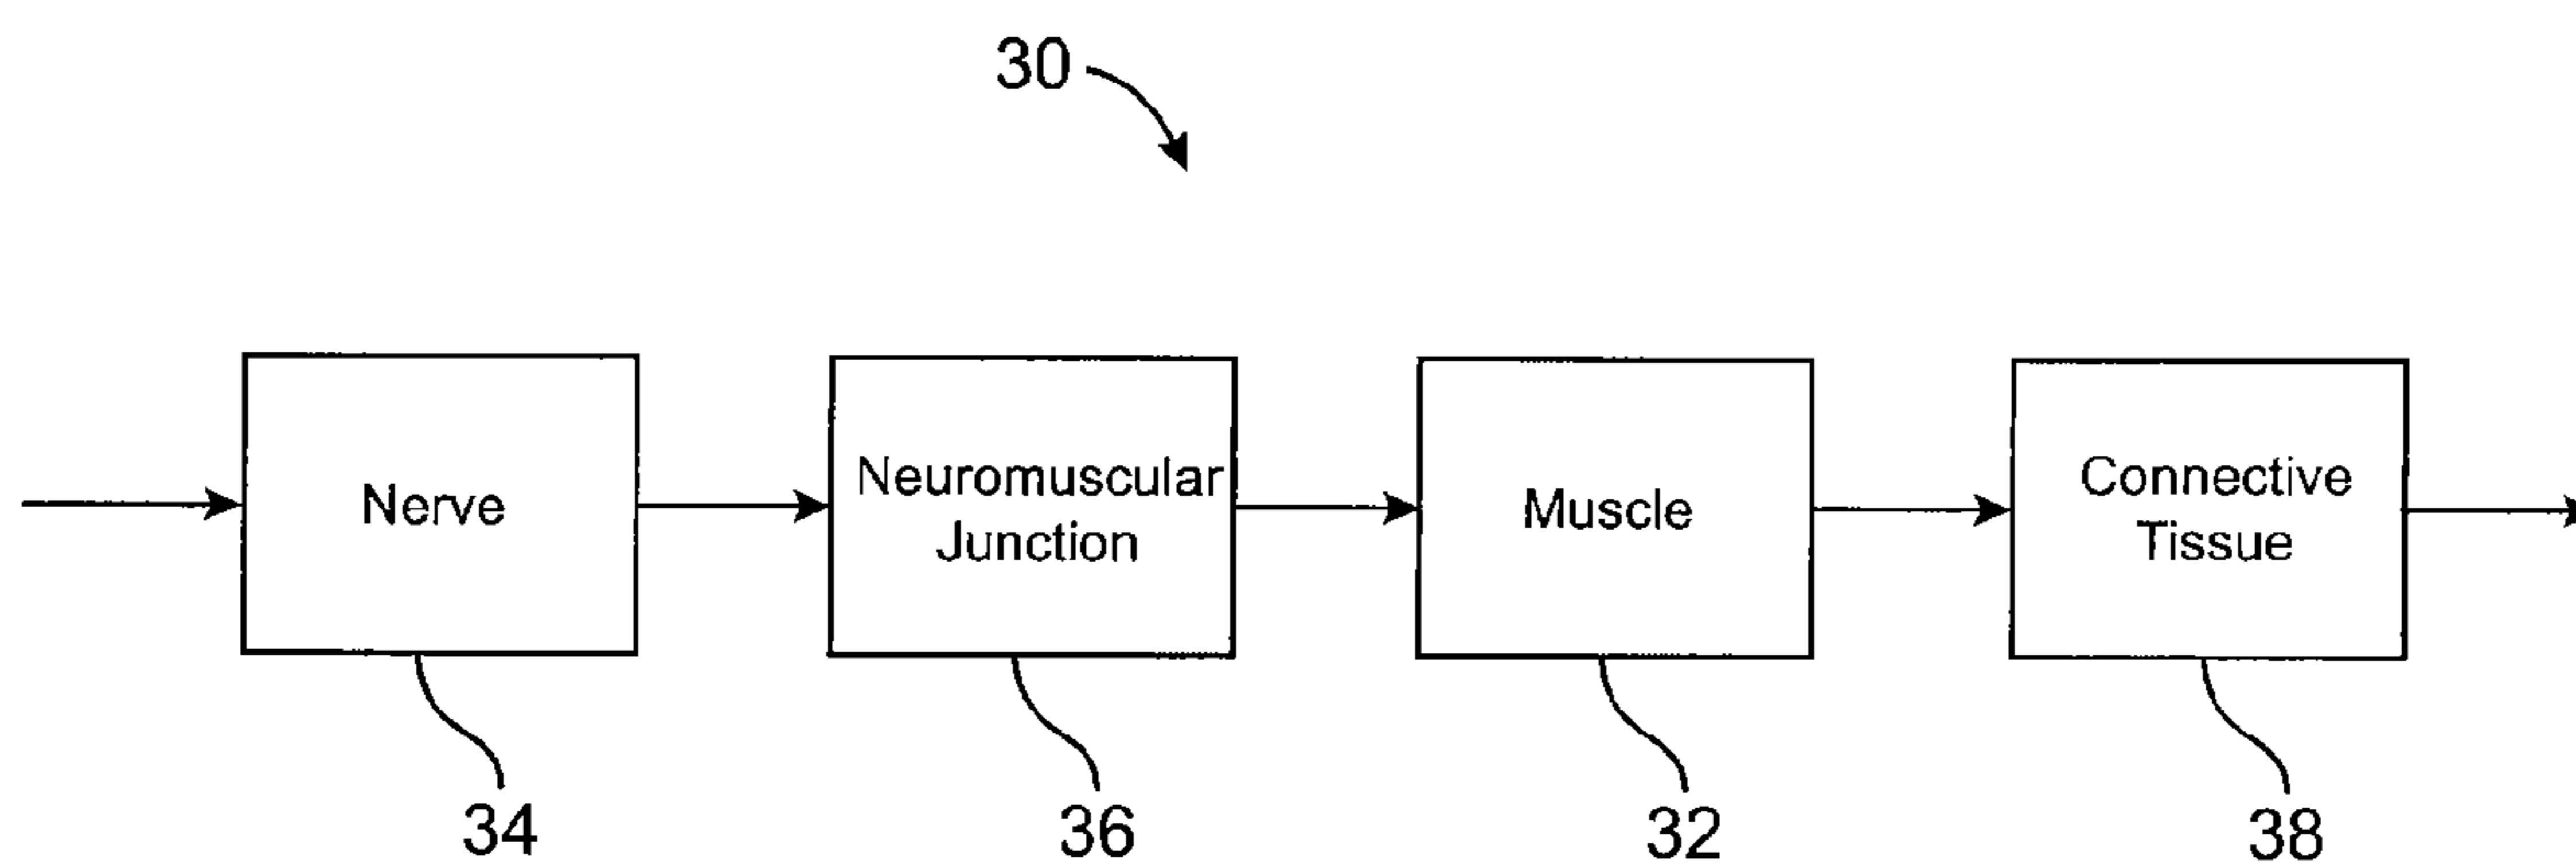 30
Nerve
Neuromuscular
Junction
Muscle
Connective
Tissue
34
36
32
38